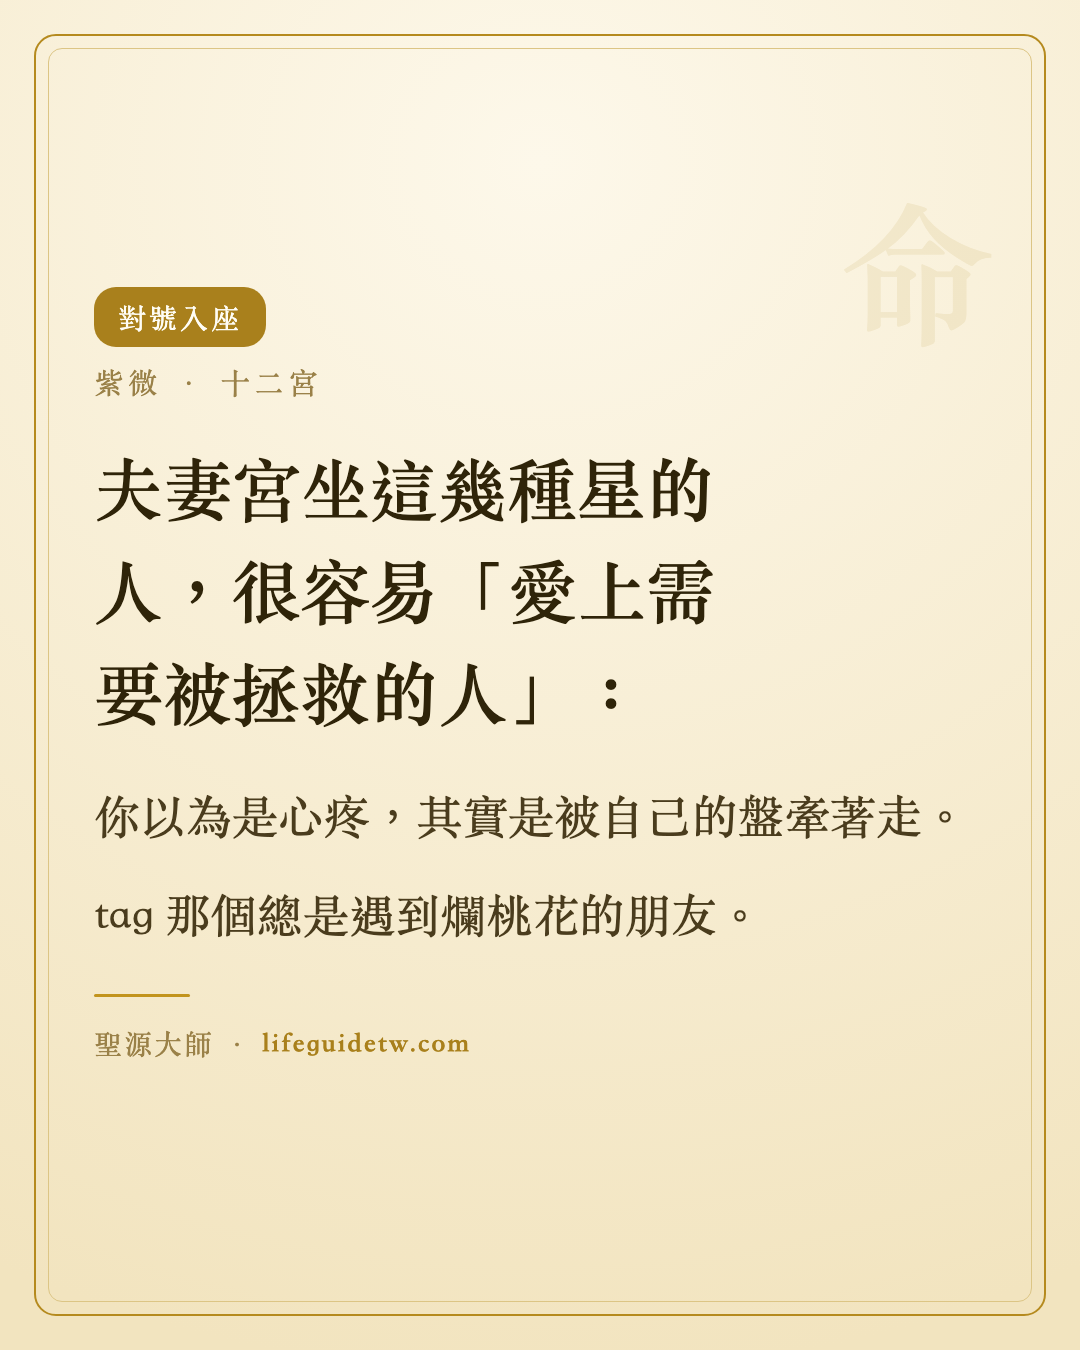 命
對號入座
紫微 · 十二宮
夫妻宮坐這幾種星的
人，很容易「愛上需
要被拯救的人」：
你以為是心疼，其實是被自己的盤牽著走。
tag 那個總是遇到爛桃花的朋友。
聖源大師 · lifeguidetw.com